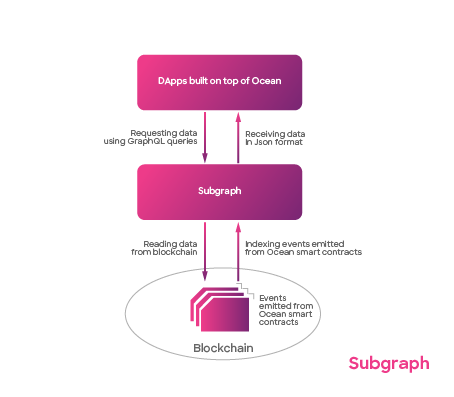 DApps built on top of Ocean
Requesting data
using GraphQL queries
Receiving data
in Json format
Subgraph
Reading data
from blockchain
Indexing events emitted
from Ocean smart contracts
Events
emitted from
Ocean smart
contracts
Blockchain
Subgraph